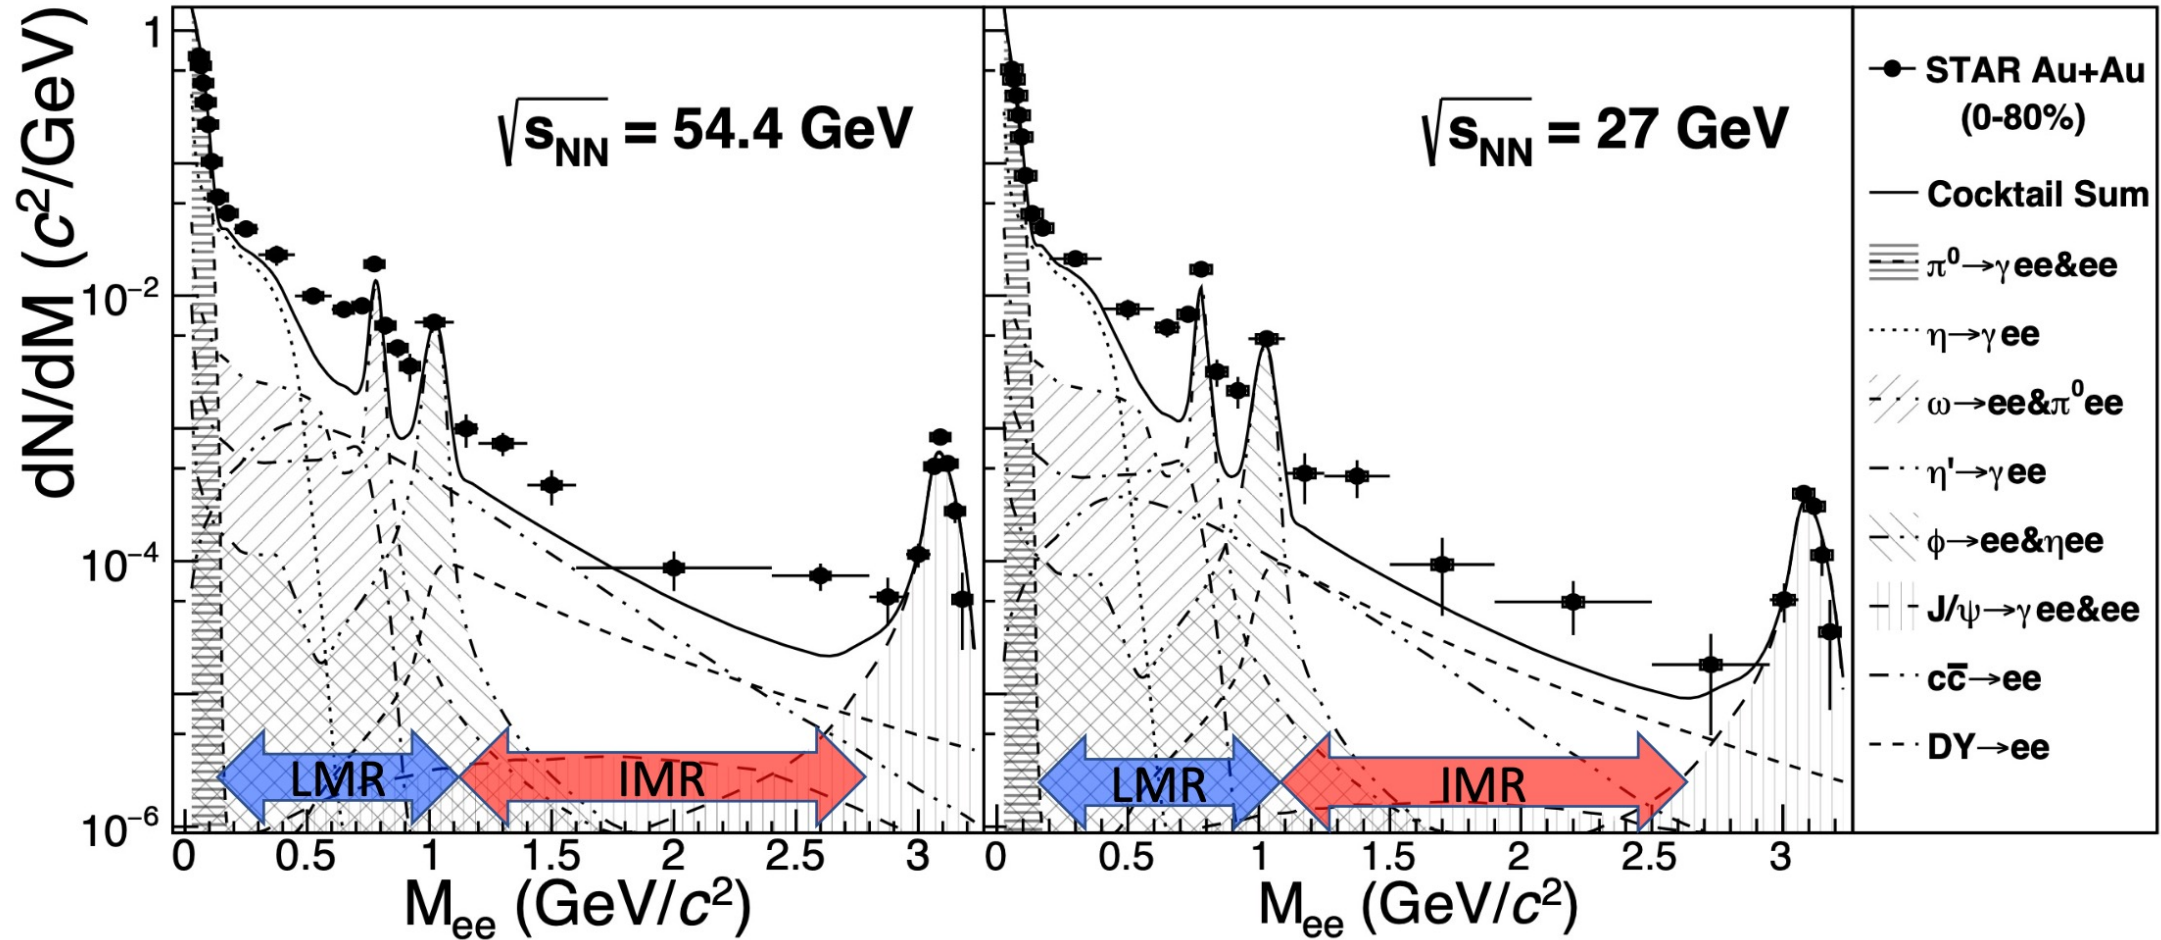 dN/dM (c²/GeV)
1
10⁻²
10⁻⁴
10⁻⁶
√sNN = 54.4 GeV
LMR
IMR
0 0.5 1 1.5 2 2.5 3
Mee (GeV/c²)
√sNN = 27 GeV
LMR
IMR
0 0.5 1 1.5 2 2.5 3
Mee (GeV/c²)
STAR Au+Au
(0-80%)
Cocktail Sum
π⁰→γee&ee
η→γee
ω→ee&π⁰ee
η'→γee
ϕ→ee&ηee
J/ψ→γee&ee
cc̄→ee
DY→ee